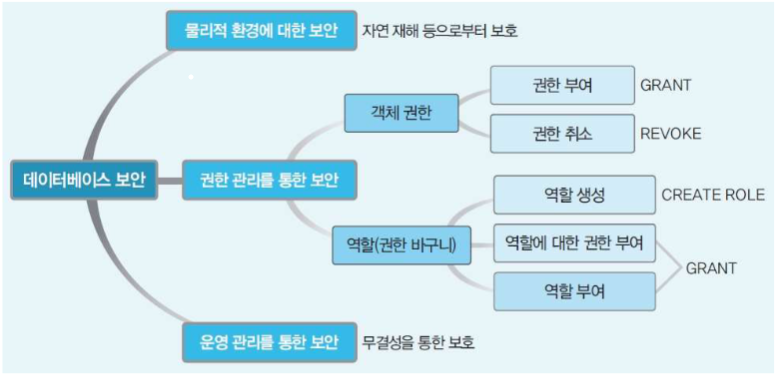 물리적 환경에 대한 보안 자연 재해 등으로부터 보호
권한 부여 GRANT
객체 권한
권한 취소 REVOKE
데이터베이스 보안 권한 관리를 통한 보안
역할 생성 CREATE ROLE
역할(권한 바구니) 역할에 대한 권한 부여
GRANT
역할 부여
운영 관리를 통한 보안 무결성을 통한 보호